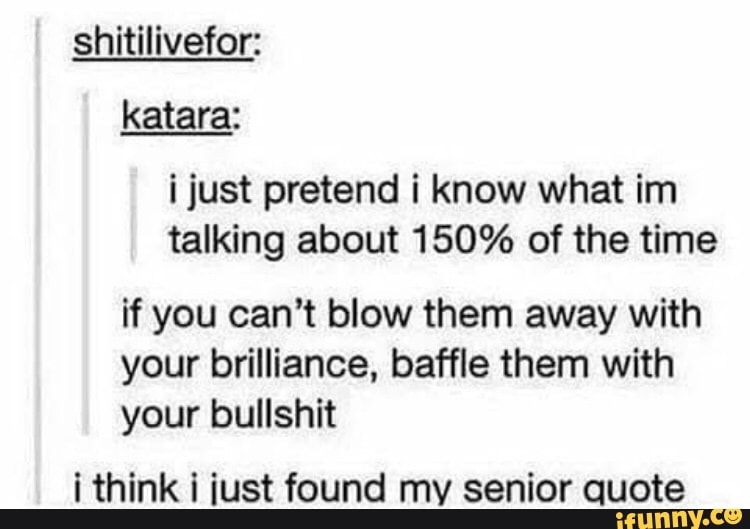 shitilivefor:
katara:
i just pretend i know what im
talking about 150% of the time
if you can't blow them away with
your brilliance, baffle them with
your bullshit
i think i just found my senior quote
ifunny.co